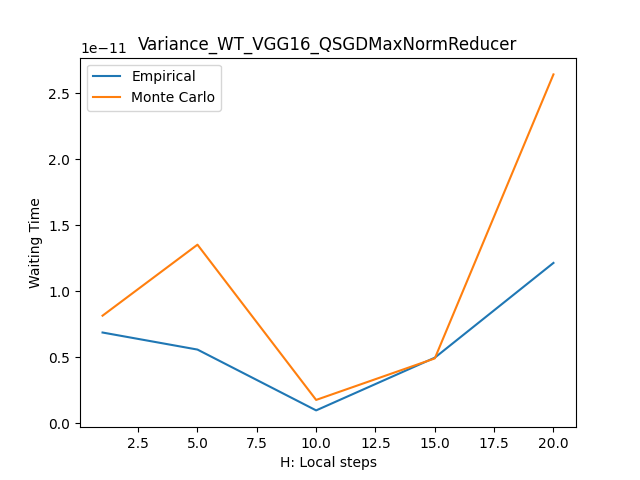 Variance_WT_VGG16_QSGDMaxNormReducer
1e−11
Empirical
Monte Carlo
2.5
2.0
1.5
1.0
0.5
0.0
Waiting Time
2.5 5.0 7.5 10.0 12.5 15.0 17.5 20.0
H: Local steps